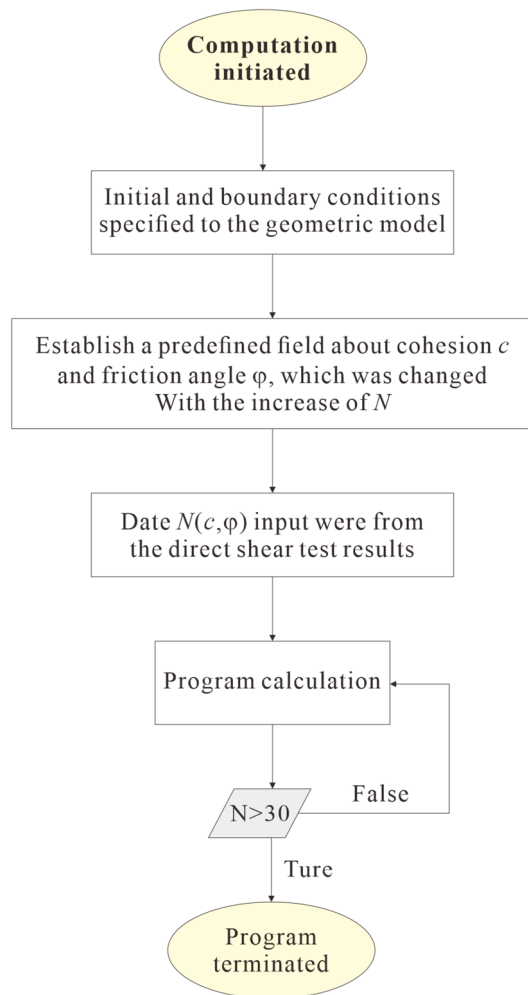 Computation
initiated
Initial and boundary conditions
specified to the geometric model
Establish a predefined field about cohesion c
and friction angle φ, which was changed
With the increase of N
Date N(c,φ) input were from
the direct shear test results
Program calculation
N>30
False
Ture
Program
terminated